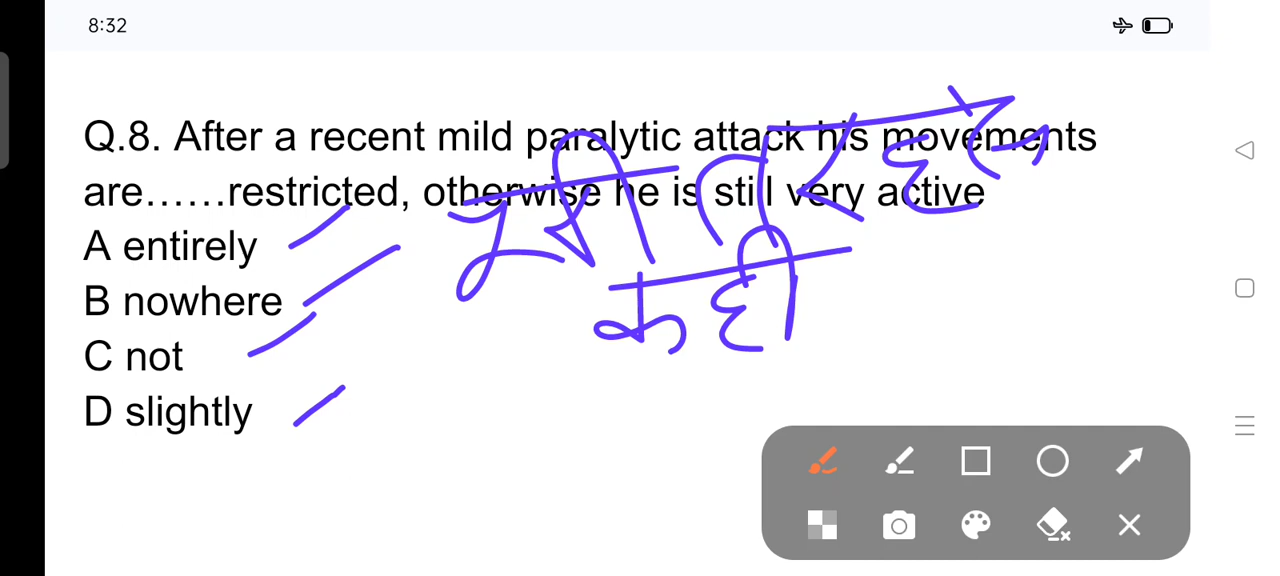 8:32
Q.8. After a recent mild paralytic attack his movements
are......restricted, otherwise he is still very active
A entirely
B nowhere
C not
D slightly
कही